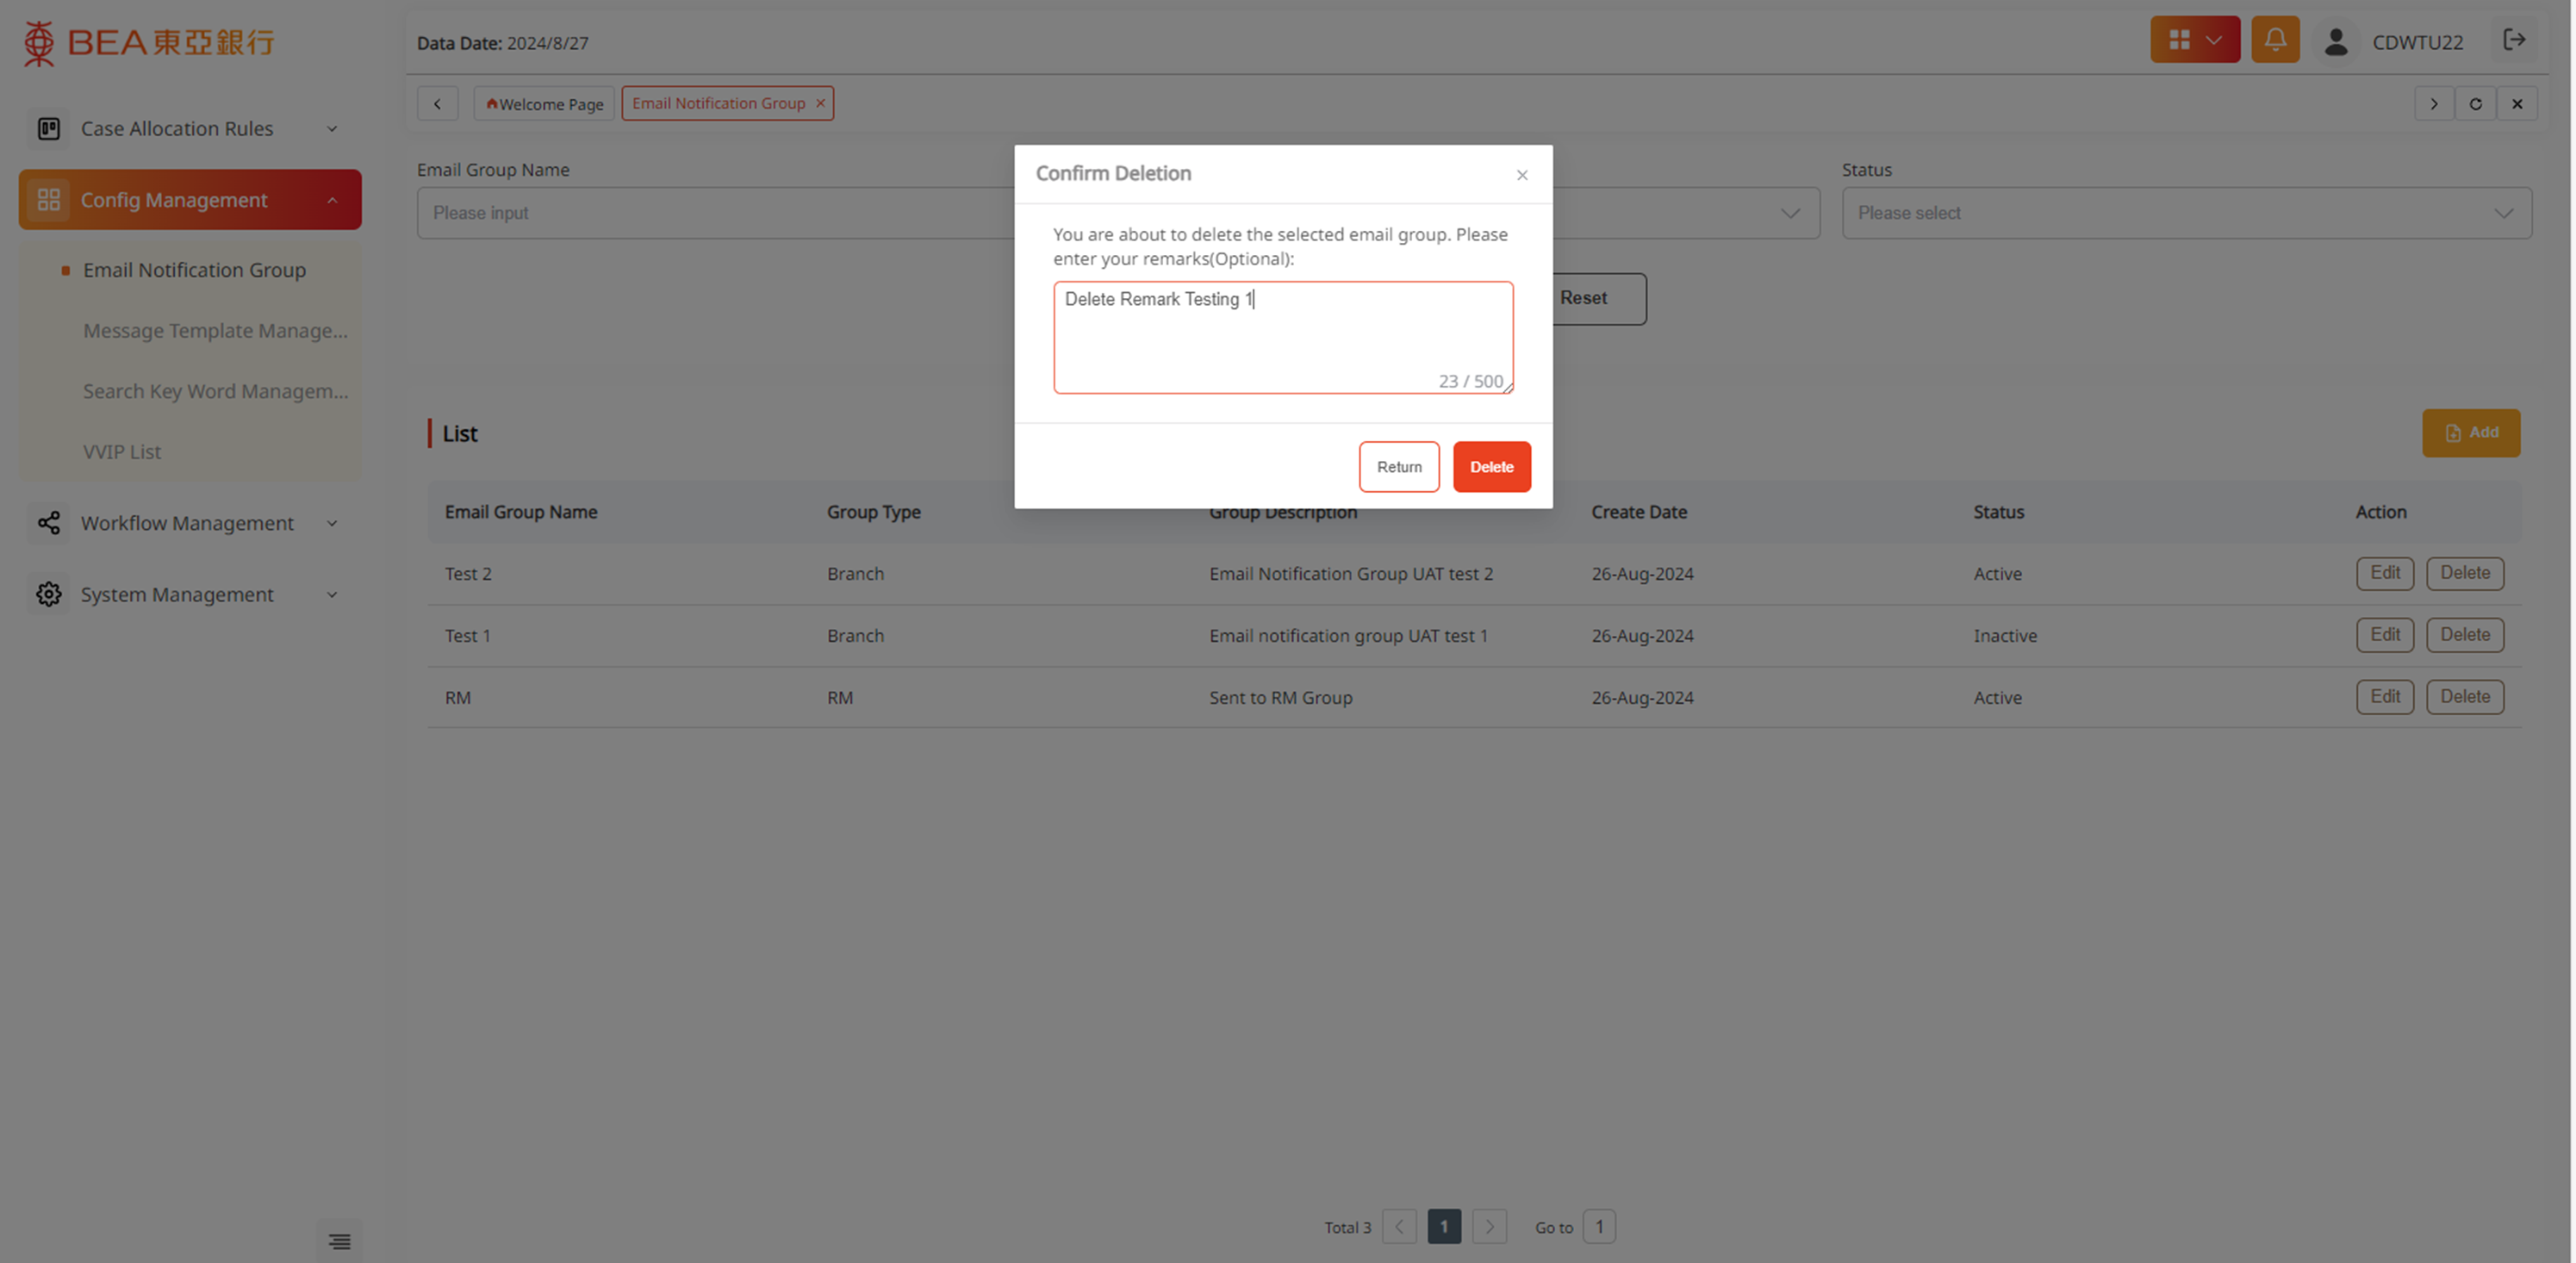 BEA東亞銀行
Data Date: 2024/8/27
CDWTU22
Welcome Page
Email Notification Group
Case Allocation Rules
Config Management
Email Notification Group
Message Template Manage...
Search Key Word Managem...
VVIP List
Workflow Management
System Management
Email Group Name
Please input
Status
Please select
Reset
Confirm Deletion
You are about to delete the selected email group. Please
enter your remarks(Optional):
Delete Remark Testing 1
23 / 500
Return Delete
List
Add
Email Group Name Group Type Group Description Create Date Status Action
Test 2 Branch Email Notification Group UAT test 2 26-Aug-2024 Active Edit Delete
Test 1 Branch Email notification group UAT test 1 26-Aug-2024 Inactive Edit Delete
RM RM Sent to RM Group 26-Aug-2024 Active Edit Delete
Total 3 1 Go to 1